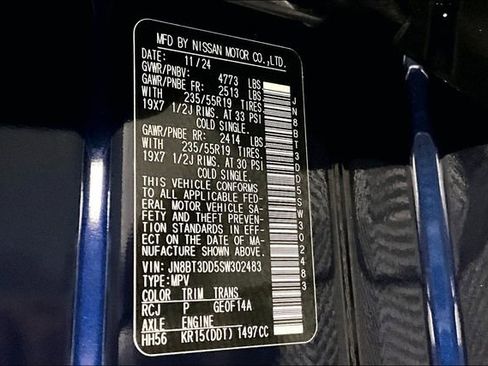 MFD BY NISSAN MOTOR CO.,LTD.
DATE: 11/24
GVWR/PNBV: 4773 LBS
GAWR/PNBE FR: 2513 LBS
WITH 235/55R19 TIRES
19X7 1/2J RIMS. AT 33 PSI
COLD SINGLE.
GAWR/PNBE RR: 2414 LBS
WITH 235/55R19 TIRES.
19X7 1/2J RIMS. AT 30 PSI
COLD SINGLE.
THIS VEHICLE CONFORMS
TO ALL APPLICABLE FED-
ERAL MOTOR VEHICLE SA-
FETY AND THEFT PREVEN-
TION STANDARDS IN EFF-
ECT ON THE DATE OF MA-
NUFACTURE SHOWN ABOVE.
VIN: JN8BT3DD5SW302483
TYPE:MPV
COLOR TRIM TRANS
RCJ P GE0F14A
AXLE ENGINE
HH56 KR15(DDT) 1497CC
JN8BT3DD5SW302483